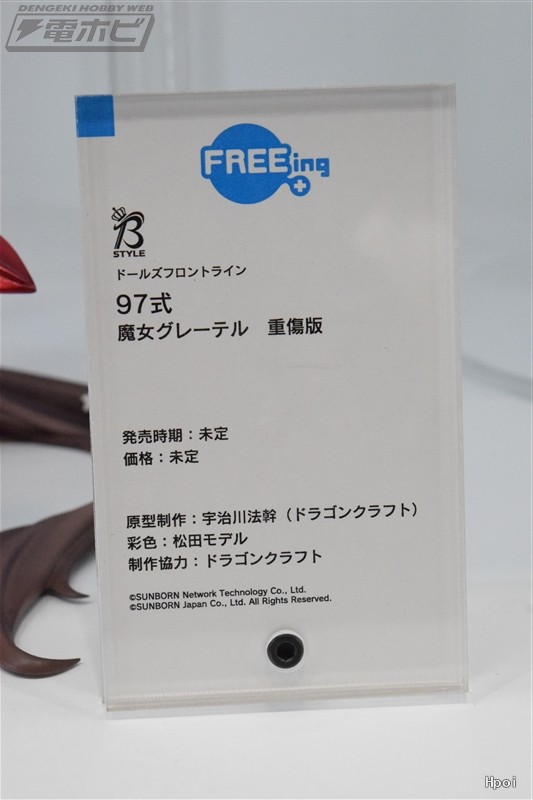 DENGEKI HOBBY WEB
電ホビ
FREEing
B
STYLE
ドールズフロントライン
97式
魔女グレーテル 重傷版
発売時期：未定
価格：未定
原型制作：宇治川法幹（ドラゴンクラフト）
彩色：松田モデル
制作協力：ドラゴンクラフト
©SUNBORN Network Technology Co., Ltd.
©SUNBORN Japan Co., Ltd. All Rights Reserved.
Hpoi